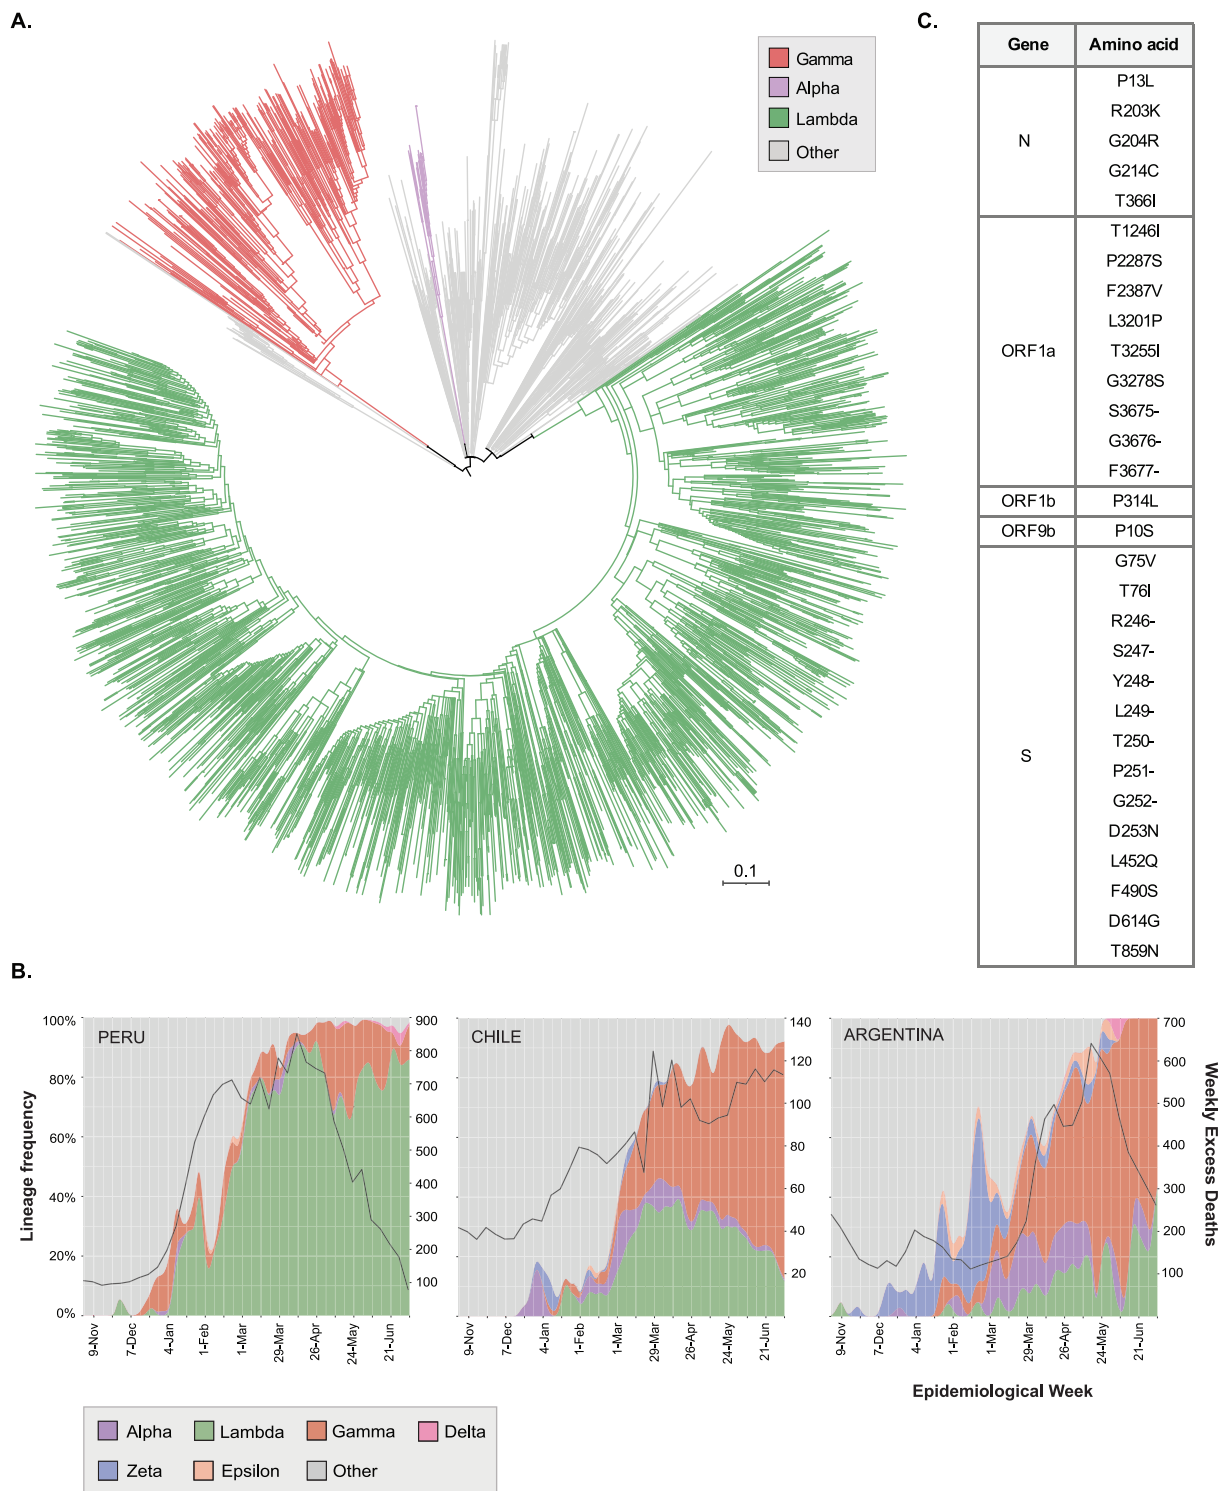 A.
Gamma
Alpha
Lambda
Other
0.1
C.
Gene Amino acid
N
P13L
R203K
G204R
G214C
T366I
ORF1a
T1246I
P2287S
F2387V
L3201P
T3255I
G3278S
S3675-
G3676-
F3677-
ORF1b P314L
ORF9b P10S
S
G75V
T76I
R246-
S247-
Y248-
L249-
T250-
P251-
G252-
D253N
L452Q
F490S
D614G
T859N
B.
Lineage frequency
100%
80%
60%
40%
20%
0%
PERU
900
800
700
600
500
400
300
200
100
9-Nov
7-Dec
4-Jan
1-Feb
1-Mar
29-Mar
26-Apr
24-May
21-Jun
CHILE
140
120
100
80
60
40
20
9-Nov
7-Dec
4-Jan
1-Feb
1-Mar
29-Mar
26-Apr
24-May
21-Jun
ARGENTINA
700
600
500
400
300
200
100
9-Nov
7-Dec
4-Jan
1-Feb
1-Mar
29-Mar
26-Apr
24-May
21-Jun
Weekly Excess Deaths
Epidemiological Week
Alpha Lambda Gamma Delta
Zeta Epsilon Other